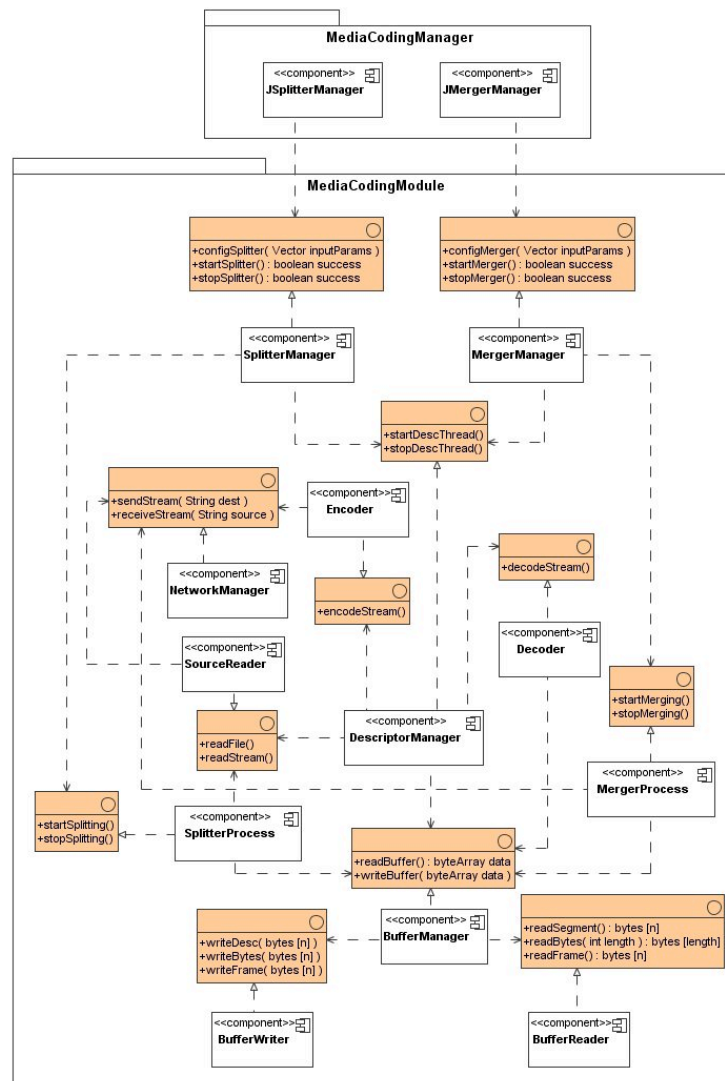 MediaCodingManager
<<component>>
JSplitterManager
<<component>>
JMergerManager
MediaCodingModule
+configSplitter( Vector inputParams )
+startSplitter() : boolean success
+stopSplitter() : boolean success
+configMerger( Vector inputParams )
+startMerger() : boolean success
+stopMerger() : boolean success
<<component>>
SplitterManager
<<component>>
MergerManager
+startDescThread()
+stopDescThread()
+sendStream( String dest )
+receiveStream( String source )
<<component>>
Encoder
<<component>>
NetworkManager
+encodeStream()
+decodeStream()
<<component>>
SourceReader
<<component>>
Decoder
+startMerging()
+stopMerging()
+readFile()
+readStream()
<<component>>
DescriptorManager
<<component>>
MergerProcess
+startSplitting()
+stopSplitting()
<<component>>
SplitterProcess
+readBuffer() : byteArray data
+writeBuffer( byteArray data )
+writeDesc( bytes [n] )
+writeBytes( bytes [n] )
+writeFrame( bytes [n] )
<<component>>
BufferManager
+readSegment() : bytes [n]
+readBytes( int length ) : bytes [length]
+readFrame() : bytes [n]
<<component>>
BufferWriter
<<component>>
BufferReader